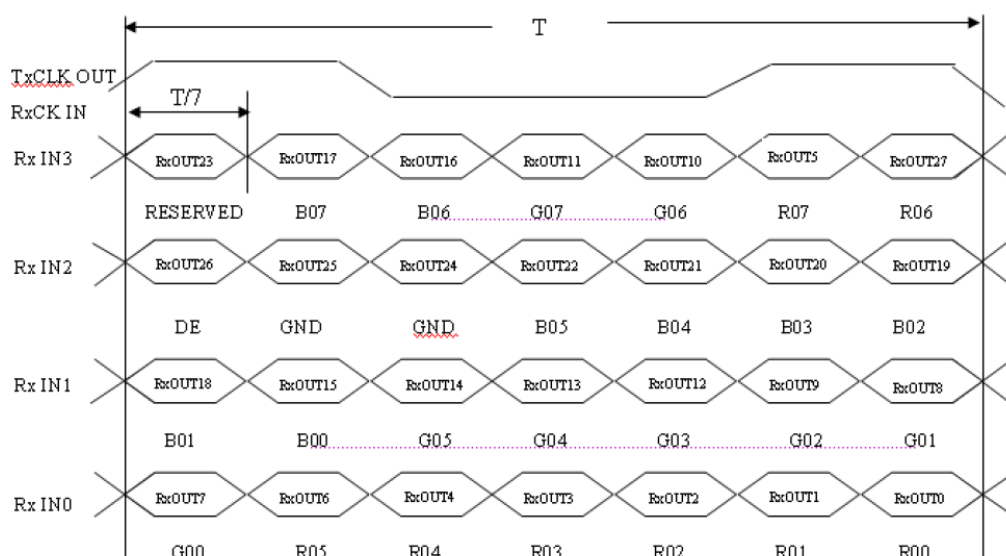 T
TxCLK OUT
T/7
RxCK IN
Rx IN3 RxOUT23 RxOUT17 RxOUT16 RxOUT11 RxOUT10 RxOUT5 RxOUT27
RESERVED B07 B06 G07 G06 R07 R06
Rx IN2 RxOUT26 RxOUT25 RxOUT24 RxOUT22 RxOUT21 RxOUT20 RxOUT19
DE GND GND B05 B04 B03 B02
Rx IN1 RxOUT18 RxOUT15 RxOUT14 RxOUT13 RxOUT12 RxOUT9 RxOUT8
B01 B00 G05 G04 G03 G02 G01
Rx IN0 RxOUT7 RxOUT6 RxOUT4 RxOUT3 RxOUT2 RxOUT1 RxOUT0
G00 R05 R04 R03 R02 R01 R00